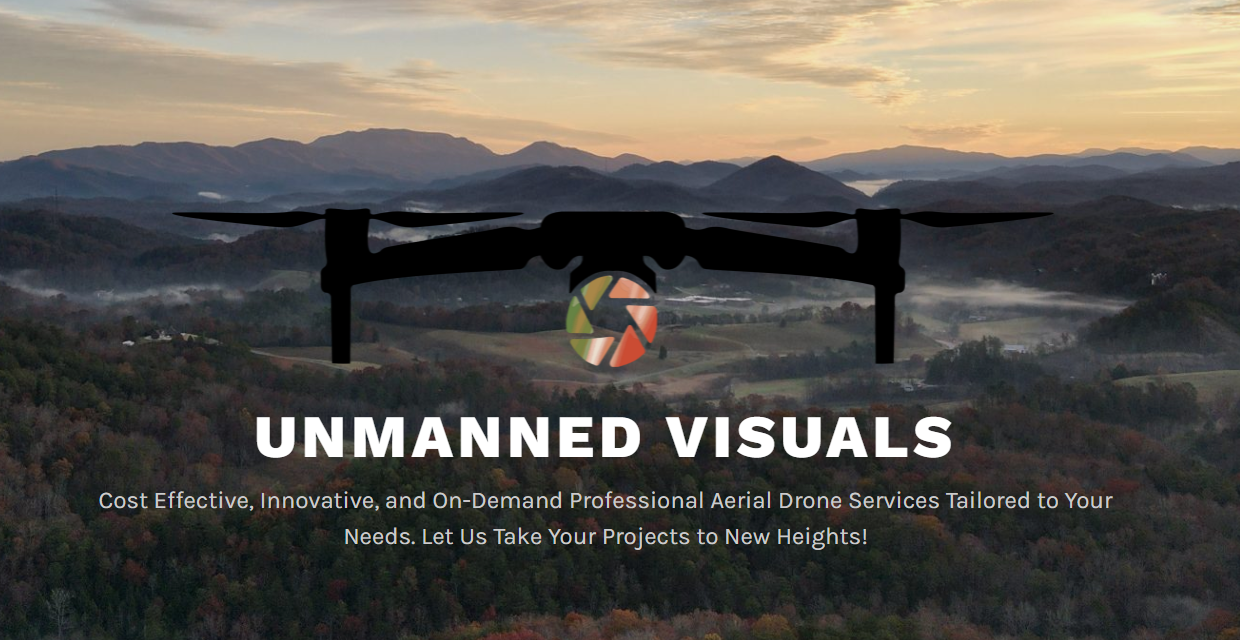 UNMANNED VISUALS
Cost Effective, Innovative, and On-Demand Professional Aerial Drone Services Tailored to Your
Needs. Let Us Take Your Projects to New Heights!